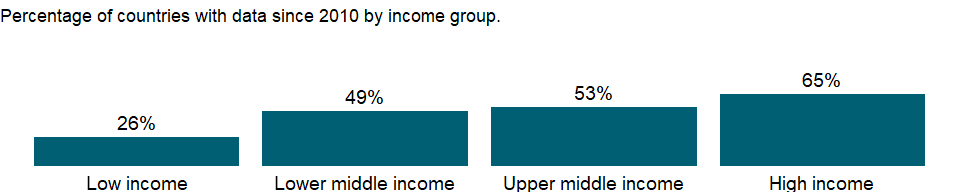 Percentage of countries with data since 2010 by income group.
65%
53%
49%
26%
Low income Lower middle income Upper middle income High income